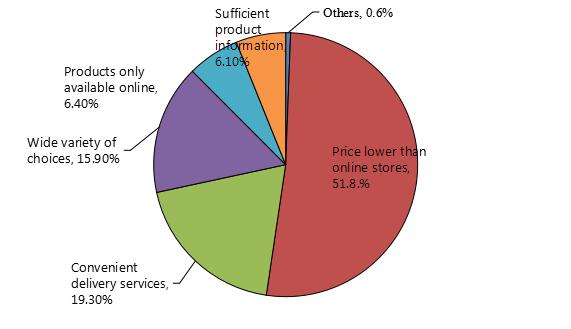 Sufficient
product
information,
6.10%
Others, 0.6%
Products only
available online,
6.40%
Wide variety of
choices, 15.90%
Price lower than
online stores,
51.8.%
Convenient
delivery services,
19.30%